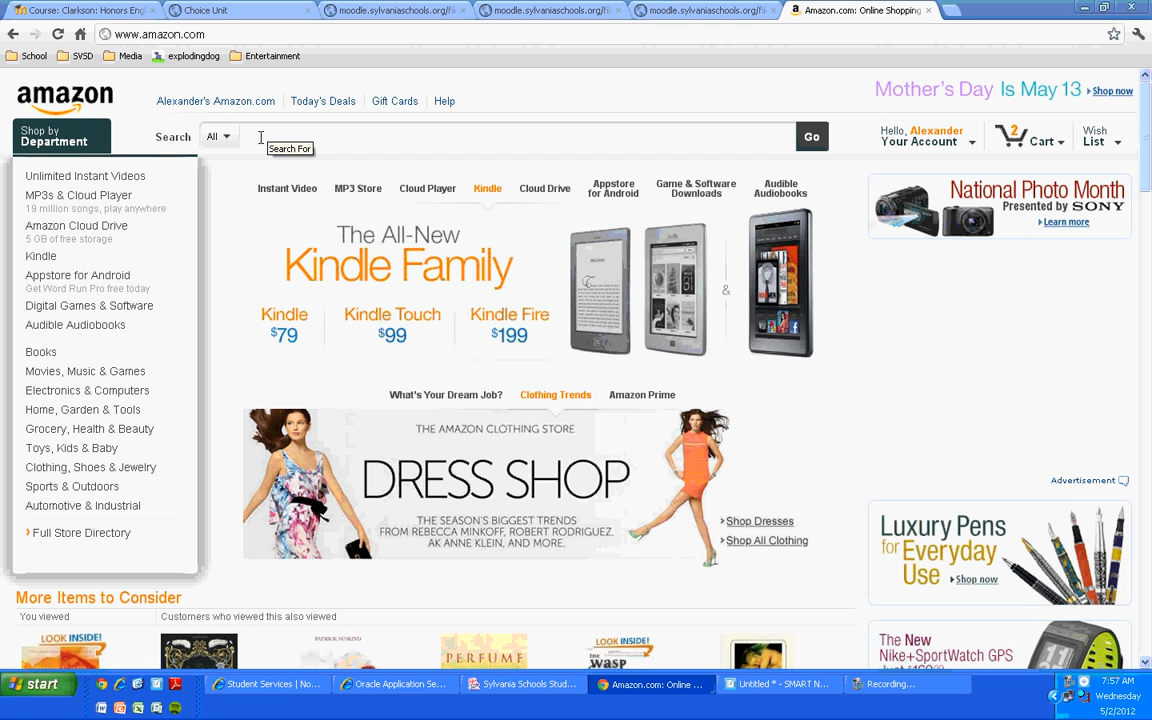 Course: Clarkson: Honors Engl
Choice Unit
moodle.sylvaniaschools.org/fil
moodle.sylvaniaschools.org/fil
moodle.sylvaniaschools.org/fil
Amazon.com: Online Shopping
www.amazon.com
School
SVSD
Media
explodingdog
Entertainment
amazon
Alexander's Amazon.com
Today's Deals
Gift Cards
Help
Mother's Day Is May 13
Shop now
Shop by
Department
Search
All
Search For
Go
Hello, Alexander
Your Account
2
Cart
Wish
List
Unlimited Instant Videos
MP3s & Cloud Player
19 million songs, play anywhere
Amazon Cloud Drive
5 GB of free storage
Kindle
Appstore for Android
Get Word Run Pro free today
Digital Games & Software
Audible Audiobooks
Books
Movies, Music & Games
Electronics & Computers
Home, Garden & Tools
Grocery, Health & Beauty
Toys, Kids & Baby
Clothing, Shoes & Jewelry
Sports & Outdoors
Automotive & Industrial
Full Store Directory
Instant Video
MP3 Store
Cloud Player
Kindle
Cloud Drive
Appstore
for Android
Game & Software
Downloads
Audible
Audiobooks
The All-New
Kindle Family
Kindle
$79
Kindle Touch
$99
Kindle Fire
$199
kindle
&
What's Your Dream Job?
Clothing Trends
Amazon Prime
THE AMAZON CLOTHING STORE
DRESS SHOP
THE SEASON'S BIGGEST TRENDS
FROM REBECCA MINKOFF, ROBERT RODRIGUEZ,
AK ANNE KLEIN, AND MORE.
Shop Dresses
Shop All Clothing
National Photo Month
Presented by SONY
Learn more
Advertisement
Luxury Pens
for Everyday
Use
Shop now
The New
Nike+SportWatch GPS
More Items to Consider
You viewed
Customers who viewed this also viewed
LOOK INSIDE!
PATRICK SÜSKIND
PERFUME
LOOK INSIDE!
the
wasp
start
Student Services | No...
Oracle Application Se...
Sylvania Schools Stud...
Amazon.com: Online ...
Untitled * - SMART N...
Recording...
7:57 AM
Wednesday
5/2/2012